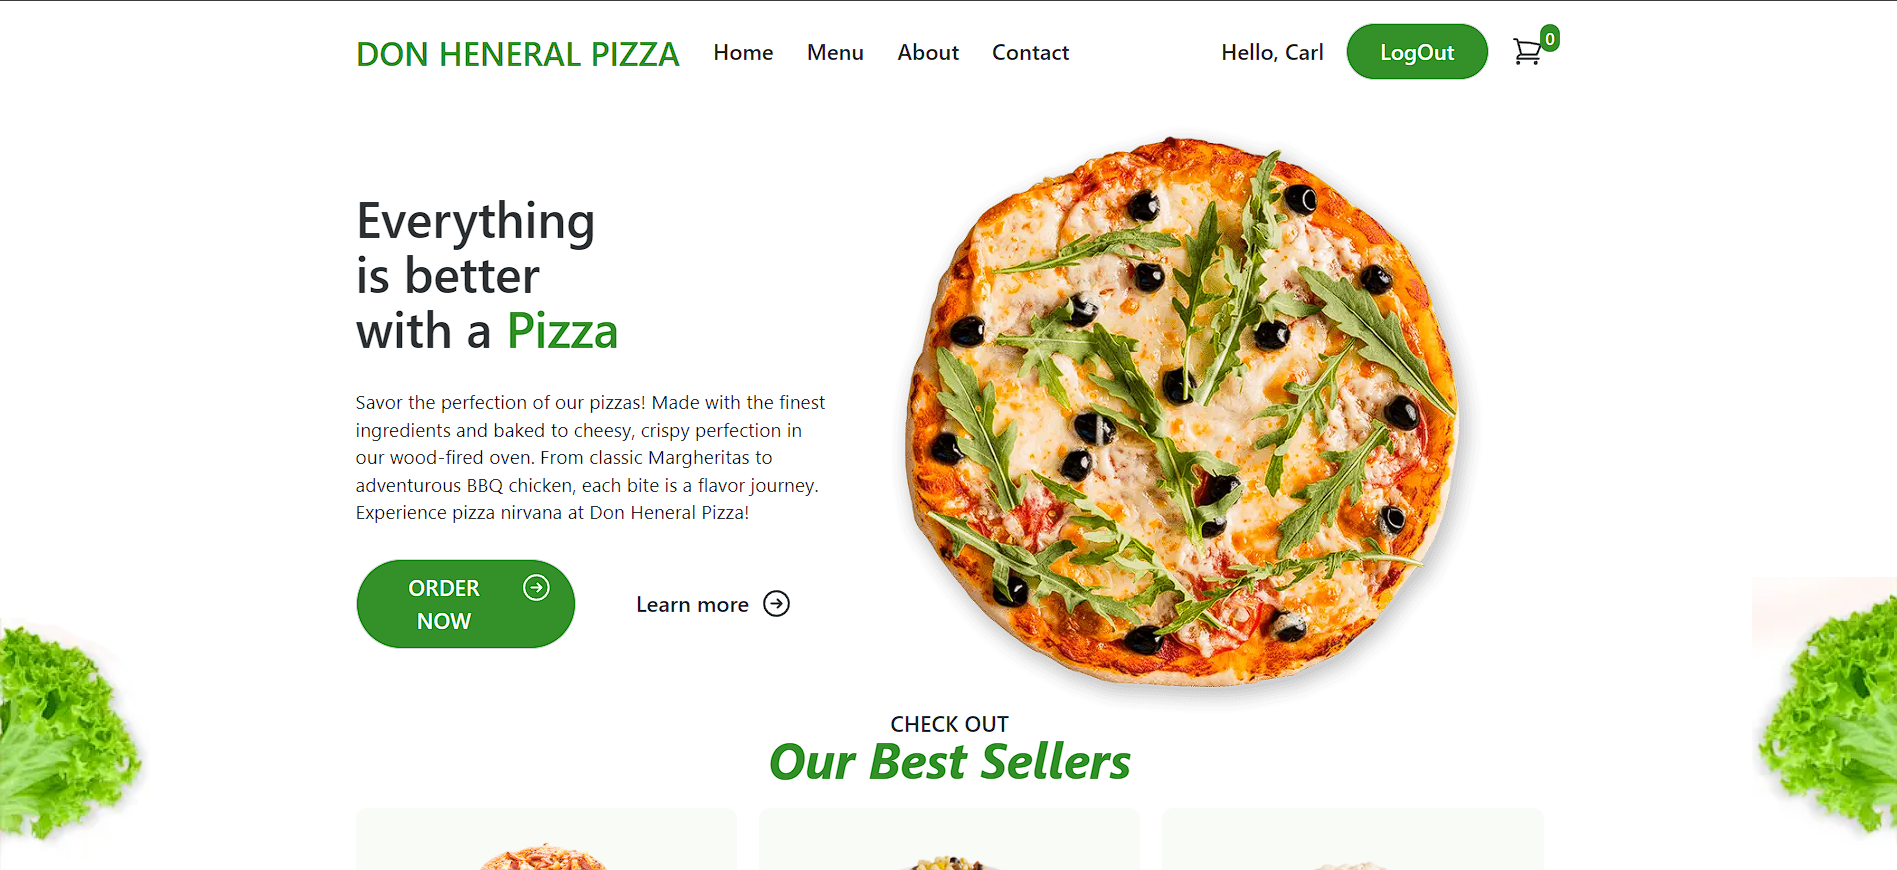 DON HENERAL PIZZA Home Menu About Contact Hello, Carl LogOut 0
Everything
is better
with a Pizza
Savor the perfection of our pizzas! Made with the finest
ingredients and baked to cheesy, crispy perfection in
our wood-fired oven. From classic Margheritas to
adventurous BBQ chicken, each bite is a flavor journey.
Experience pizza nirvana at Don Heneral Pizza!
ORDER
NOW
Learn more
CHECK OUT
Our Best Sellers